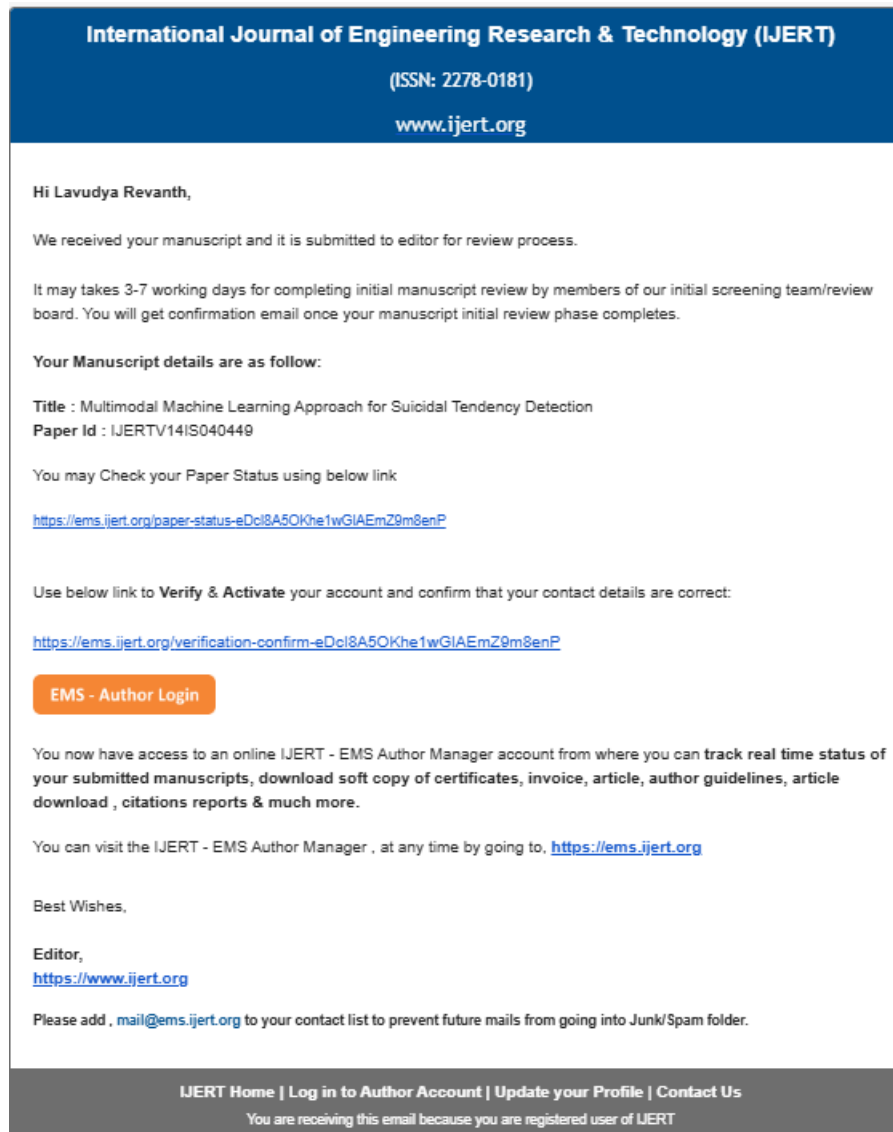 International Journal of Engineering Research & Technology (IJERT)
(ISSN: 2278-0181)
www.ijert.org
Hi Lavudya Revanth,
We received your manuscript and it is submitted to editor for review process.
It may takes 3-7 working days for completing initial manuscript review by members of our initial screening team/review
board. You will get confirmation email once your manuscript initial review phase completes.
Your Manuscript details are as follow:
Title : Multimodal Machine Learning Approach for Suicidal Tendency Detection
Paper Id : IJERTV14IS040449
You may Check your Paper Status using below link
https://ems.ijert.org/paper-status-eDcI8A5OKhe1wGIAEmZ9m8enP
Use below link to Verify & Activate your account and confirm that your contact details are correct:
https://ems.ijert.org/verification-confirm-eDcI8A5OKhe1wGIAEmZ9m8enP
EMS - Author Login
You now have access to an online IJERT - EMS Author Manager account from where you can track real time status of
your submitted manuscripts, download soft copy of certificates, invoice, article, author guidelines, article
download , citations reports & much more.
You can visit the IJERT - EMS Author Manager , at any time by going to, https://ems.ijert.org
Best Wishes,
Editor,
https://www.ijert.org
Please add , mail@ems.ijert.org to your contact list to prevent future mails from going into Junk/Spam folder.
IJERT Home | Log in to Author Account | Update your Profile | Contact Us
You are receiving this email because you are registered user of IJERT